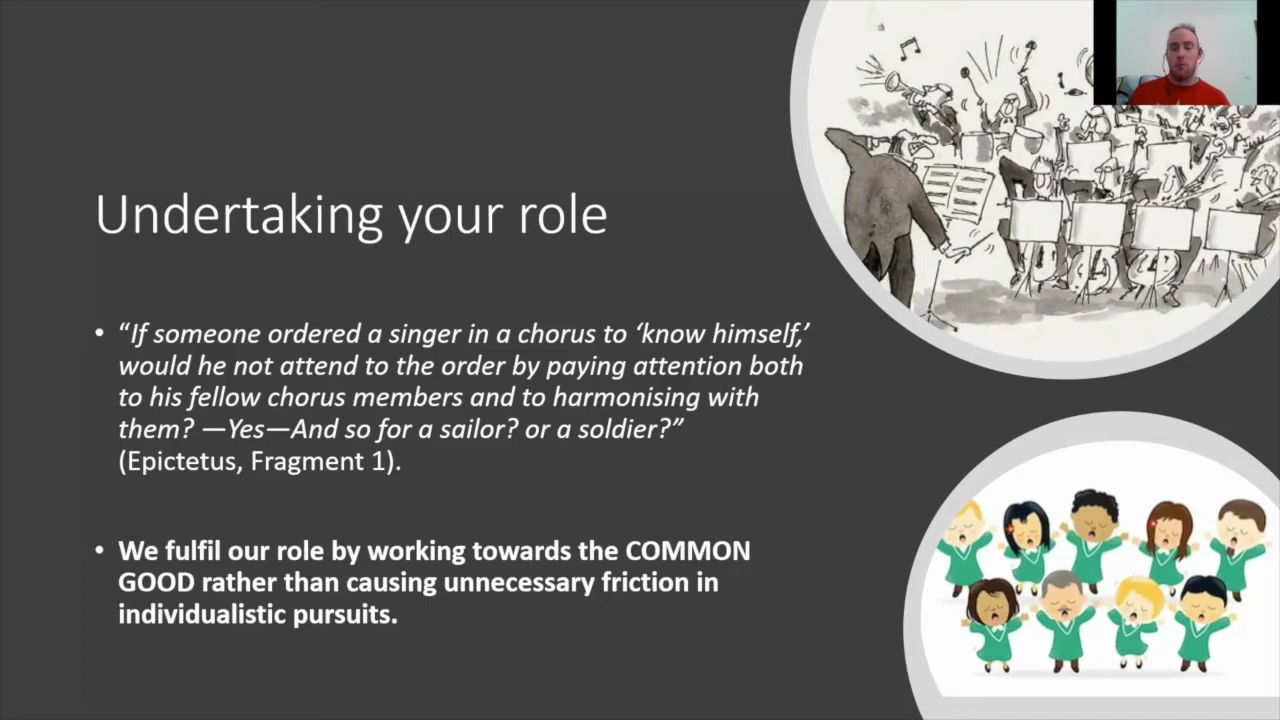 Undertaking your role
• “If someone ordered a singer in a chorus to ‘know himself,’
would he not attend to the order by paying attention both
to his fellow chorus members and to harmonising with
them? —Yes—And so for a sailor? or a soldier?”
(Epictetus, Fragment 1).
• We fulfil our role by working towards the COMMON
GOOD rather than causing unnecessary friction in
individualistic pursuits.